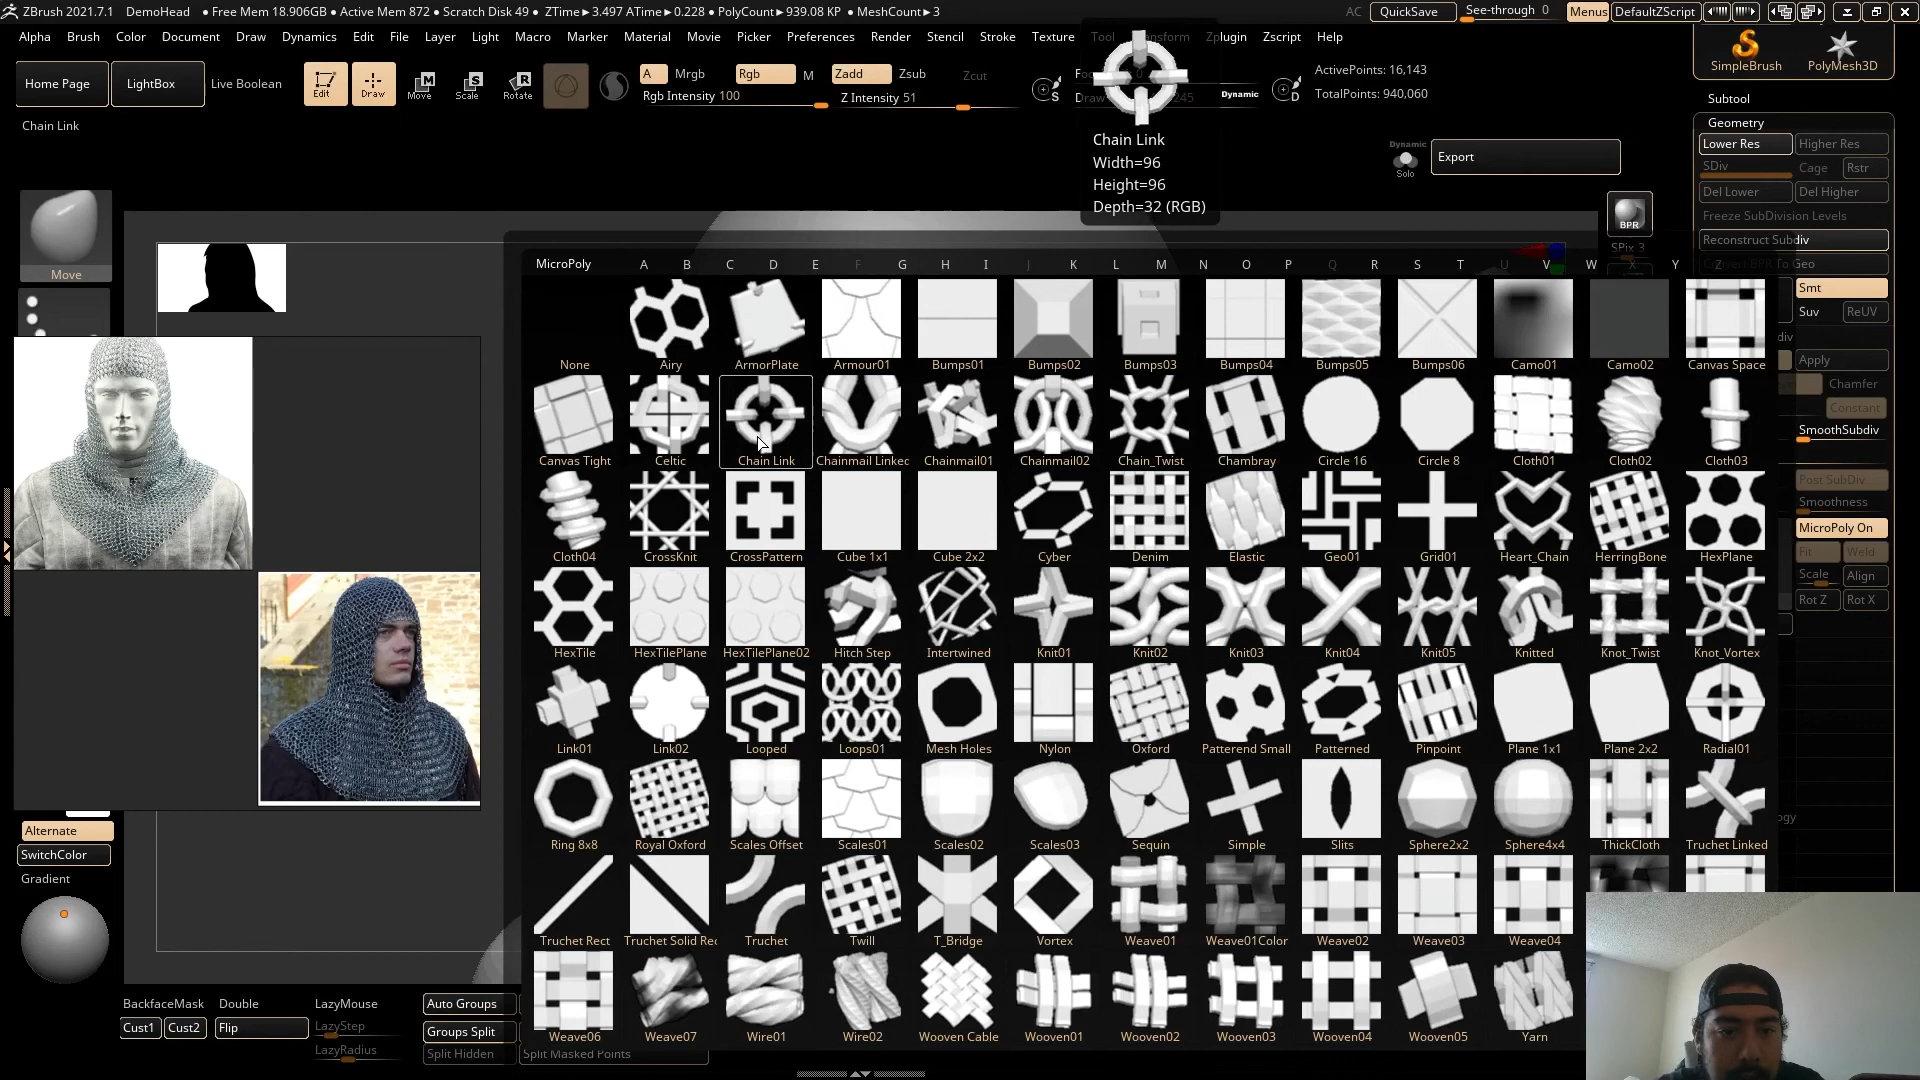 ZBrush 2021.7.1 DemoHead • Free Mem 18.906GB • Active Mem 872 • Scratch Disk 49 • ZTime►3.497 ATime►0.228 • PolyCount►939.08 KP • MeshCount►3
AC QuickSave See-through 0 Menus DefaultZScript
Alpha Brush Color Document Draw Dynamics Edit File Layer Light Macro Marker Material Movie Picker Preferences Render Stencil Stroke Texture Tool Transform Zplugin Zscript Help
Home Page LightBox Live Boolean Edit Draw Move Scale Rotate
M S R
A Mrgb Rgb M Zadd Zsub Zcut
Rgb Intensity 100 Z Intensity 51
S Dynamic D
ActivePoints: 16,143
TotalPoints: 940,060
SimpleBrush PolyMesh3D
Chain Link
Chain Link
Width=96
Height=96
Depth=32 (RGB)
Dynamic
Solo
Export
Subtool
Geometry
Lower Res Higher Res
SDiv Cage Rstr
Del Lower Del Higher
Freeze SubDivision Levels
Reconstruct Subdiv
Smt
Suv ReUV
Apply
Chamfer
Constant
SmoothSubdiv
Post SubDiv
Smoothness
MicroPoly On
Fit Weld
Scale Align
Rot Z Rot X
BPR
SPix 3
Move
MicroPoly A B C D E F G H I J K L M N O P Q R S T U V W X Y Z
None Airy ArmorPlate Armour01 Bumps01 Bumps02 Bumps03 Bumps04 Bumps05 Bumps06 Camo01 Camo02 Canvas Space
Canvas Tight Celtic Chain Link Chainmail Linked Chainmail01 Chainmail02 Chain_Twist Chambray Circle 16 Circle 8 Cloth01 Cloth02 Cloth03
Cloth04 CrossKnit CrossPattern Cube 1x1 Cube 2x2 Cyber Denim Elastic Geo01 Grid01 Heart_Chain HerringBone HexPlane
HexTile HexTilePlane HexTilePlane02 Hitch Step Intertwined Knit01 Knit02 Knit03 Knit04 Knit05 Knitted Knot_Twist Knot_Vortex
Link01 Link02 Looped Loops01 Mesh Holes Nylon Oxford Patterend Small Patterned Pinpoint Plane 1x1 Plane 2x2 Radial01
Ring 8x8 Royal Oxford Scales Offset Scales01 Scales02 Scales03 Sequin Simple Slits Sphere2x2 Sphere4x4 ThickCloth Truchet Linked
Truchet Rect Truchet Solid Rec Truchet Twill T_Bridge Vortex Weave01 Weave01Color Weave02 Weave03 Weave04
Weave06 Weave07 Wire01 Wire02 Wooven Cable Wooven01 Wooven02 Wooven03 Wooven04 Wooven05 Yarn
Alternate
SwitchColor
Gradient
BackfaceMask Double LazyMouse Auto Groups
Cust1 Cust2 Flip LazyStep Groups Split
LazyRadius Split Hidden Split Masked Points